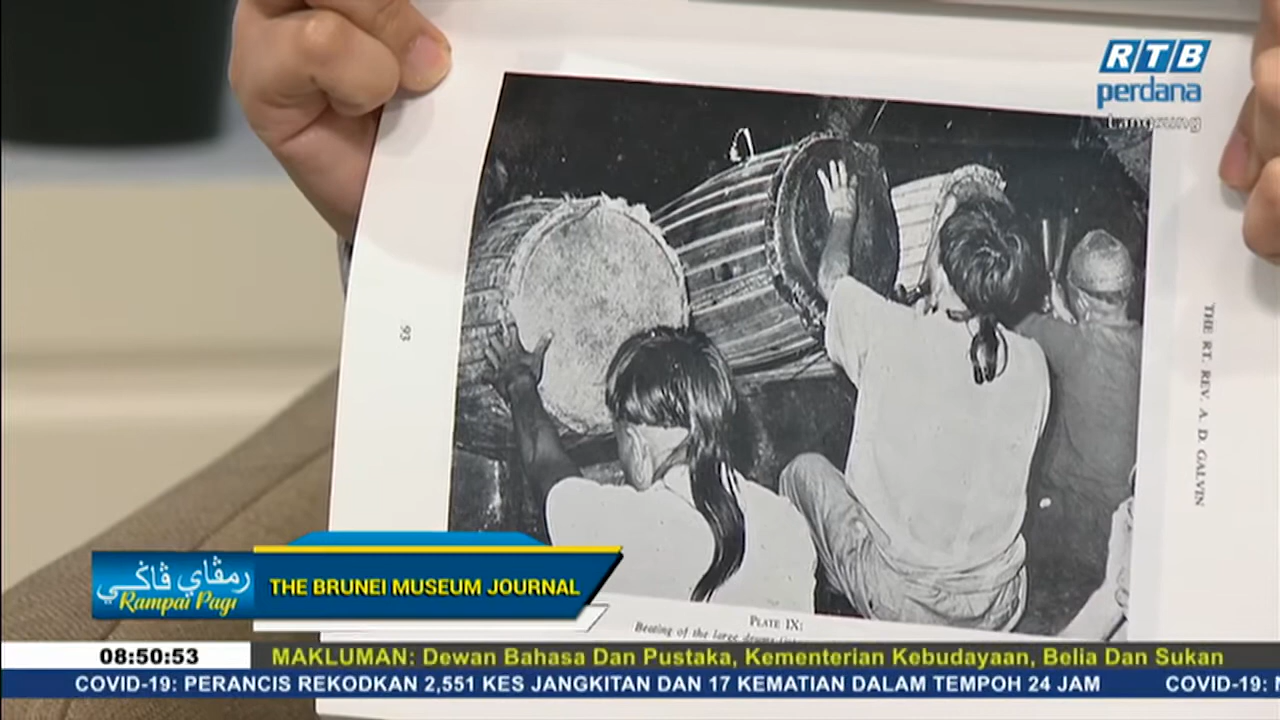 RTB
perdana
Langsung
93
THE RT. REV. A. D. GALVIN
PLATE IX:
Beating of the large drums
رمڤاي ڤاݢي
Rampai Pagi
THE BRUNEI MUSEUM JOURNAL
08:50:53
MAKLUMAN: Dewan Bahasa Dan Pustaka, Kementerian Kebudayaan, Belia Dan Sukan
COVID-19: PERANCIS REKODKAN 2,551 KES JANGKITAN DAN 17 KEMATIAN DALAM TEMPOH 24 JAM
COVID-19: